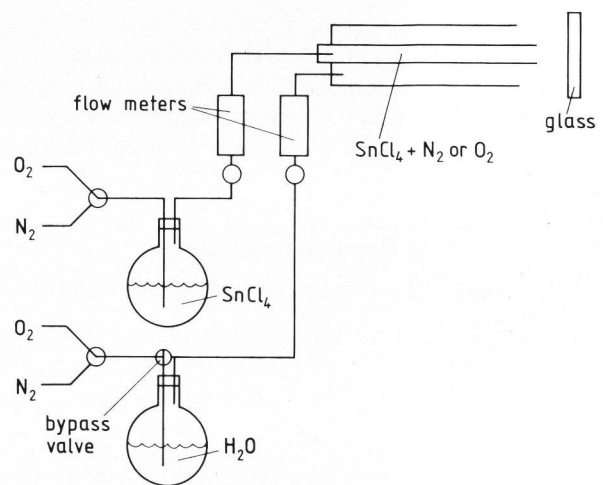 flow meters
glass
SnCl₄ + N₂ or O₂
O₂
N₂
SnCl₄
O₂
N₂
bypass
valve
H₂O